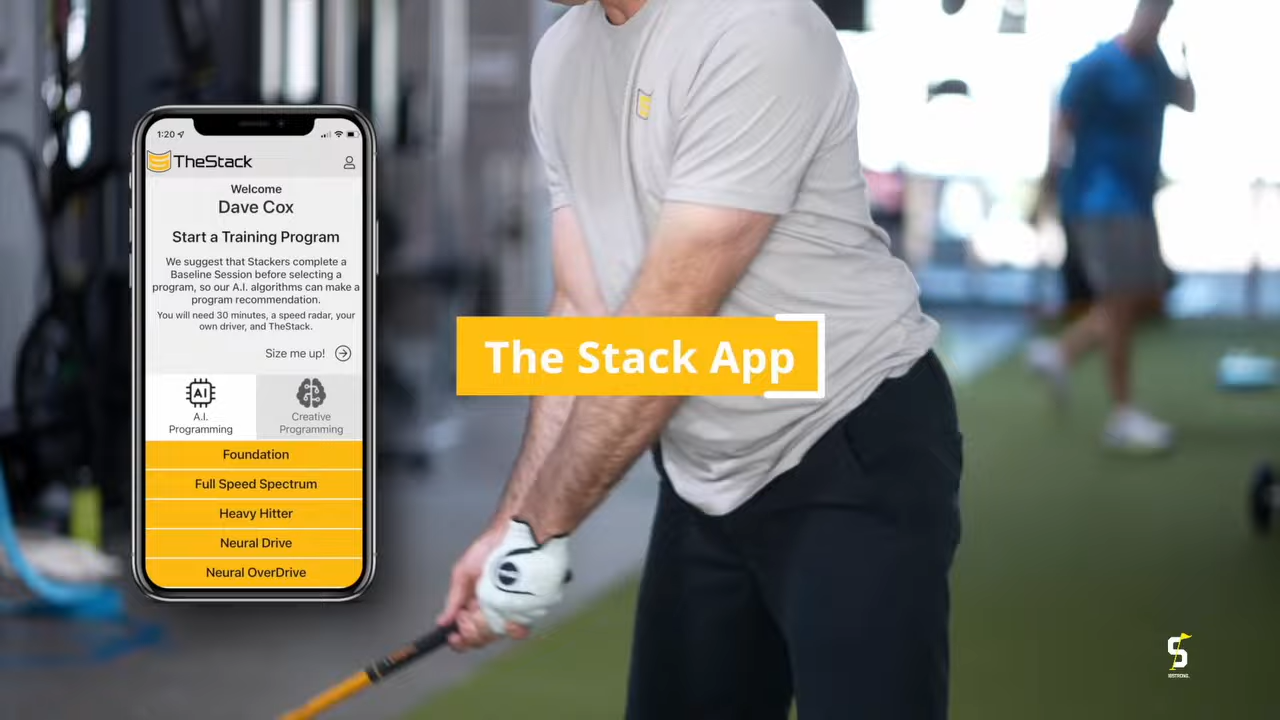 1:20
TheStack
Welcome
Dave Cox
Start a Training Program
We suggest that Stackers complete a
Baseline Session before selecting a
program, so our A.I. algorithms can make a
program recommendation.
You will need 30 minutes, a speed radar, your
own driver, and TheStack.
Size me up!
AI
A.I.
Programming
Creative
Programming
Foundation
Full Speed Spectrum
Heavy Hitter
Neural Drive
Neural OverDrive
The Stack App
S
18STRONG.